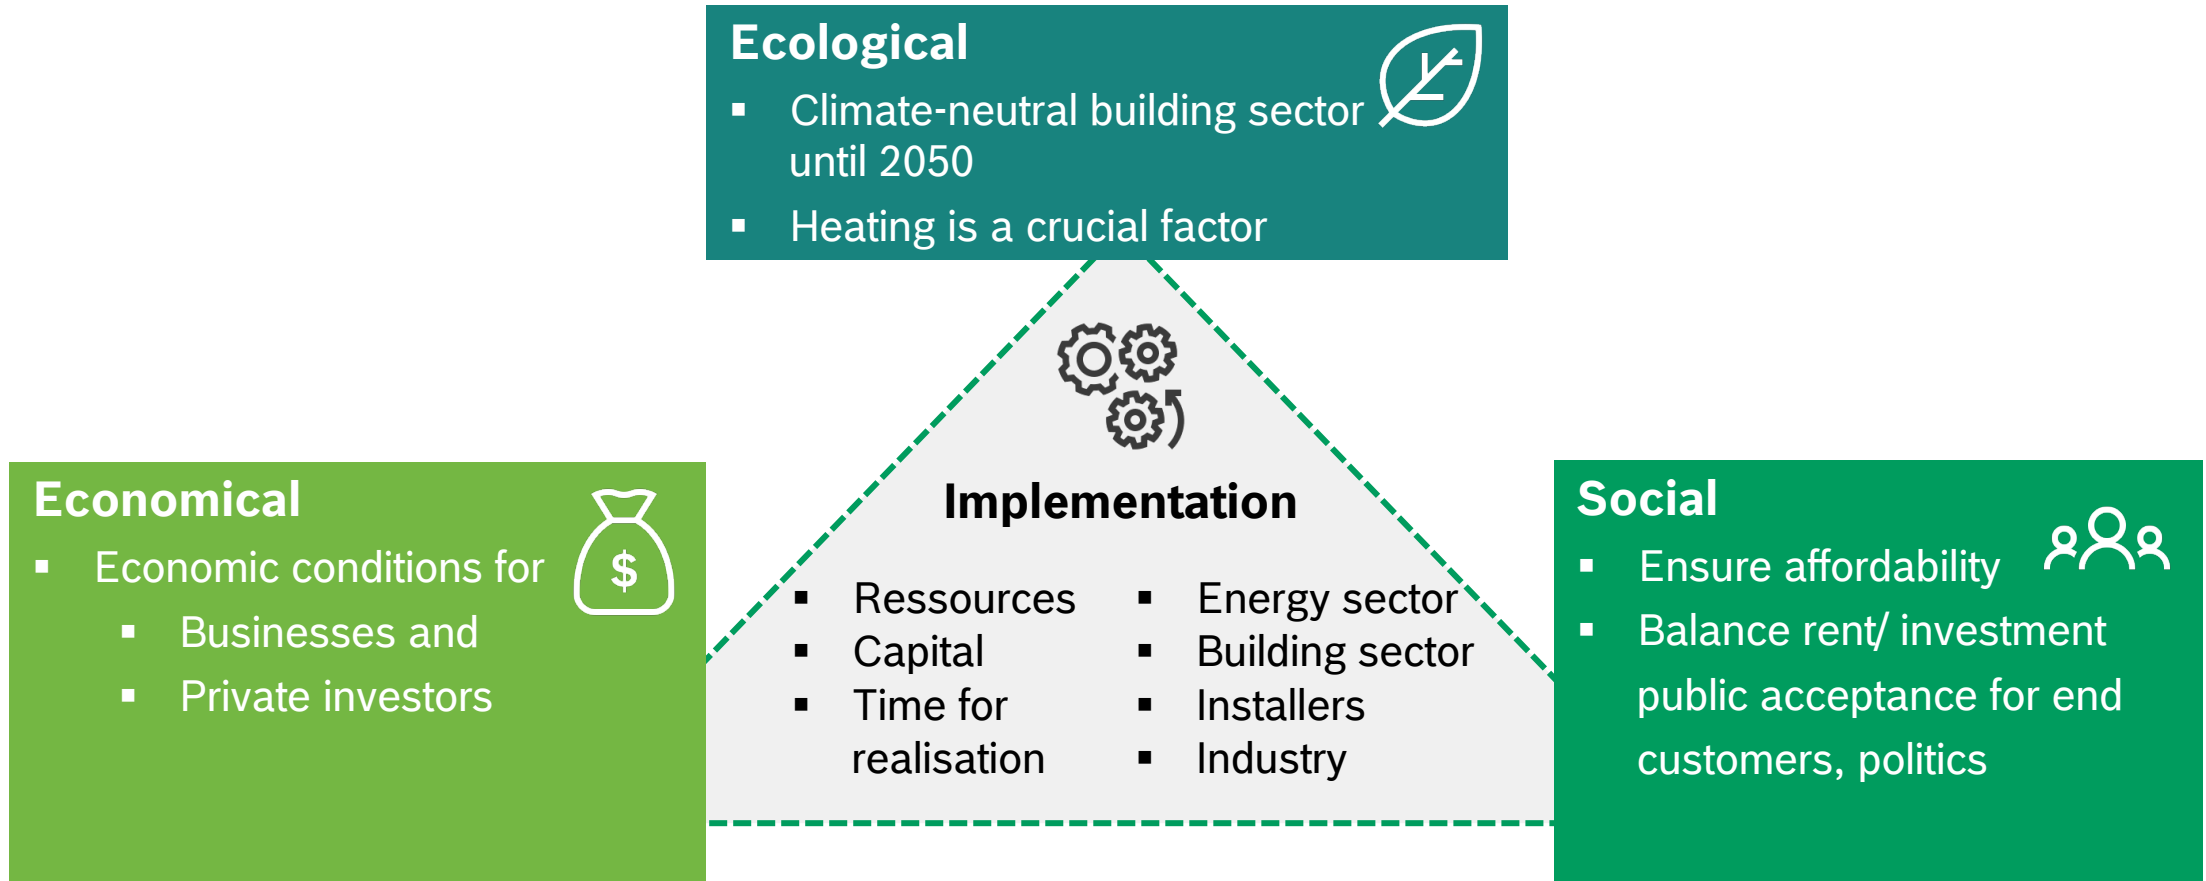 Ecological
▪ Climate-neutral building sector
until 2050
▪ Heating is a crucial factor
Economical
▪ Economic conditions for
▪ Businesses and
▪ Private investors
$
Implementation
▪ Ressources
▪ Capital
▪ Time for
realisation
▪ Energy sector
▪ Building sector
▪ Installers
▪ Industry
Social
▪ Ensure affordability
▪ Balance rent/ investment
public acceptance for end
customers, politics